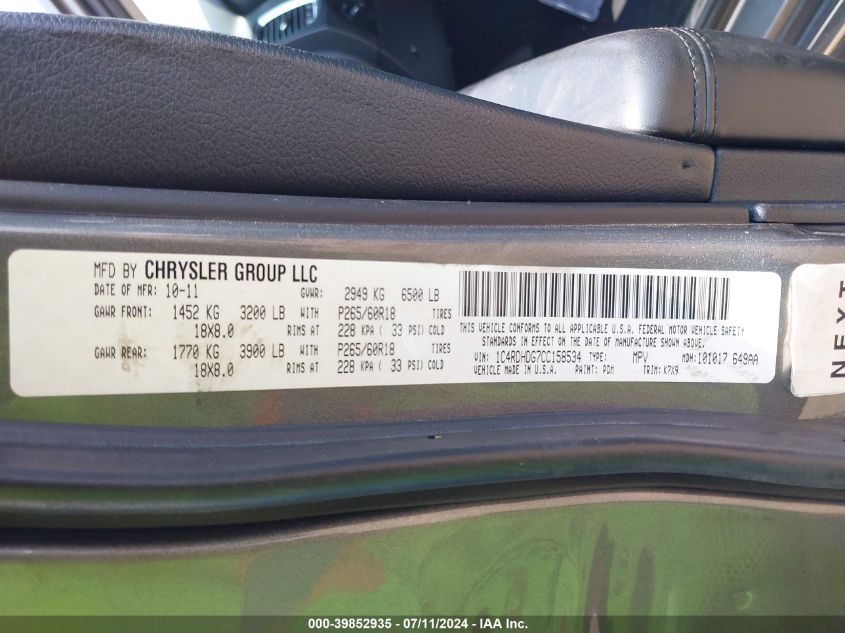 MFD BY CHRYSLER GROUP LLC
DATE OF MFR: 10-11 GVWR: 2949 KG 6500 LB
GAWR FRONT: 1452 KG 3200 LB WITH P265/60R18 TIRES
18X8.0 RIMS AT 228 KPA ( 33 PSI) COLD
GAWR REAR: 1770 KG 3900 LB WITH P265/60R18 TIRES
18X8.0 RIMS AT 228 KPA ( 33 PSI) COLD
THIS VEHICLE CONFORMS TO ALL APPLICABLE U.S.A. FEDERAL MOTOR VEHICLE SAFETY
STANDARDS IN EFFECT ON THE DATE OF MANUFACTURE SHOWN ABOVE.
VIN: 1C4RDHDG7CC158534 TYPE: MPV MDH: 101017 649AA
VEHICLE MADE IN U.S.A. PAINT: PDM TRIM: K7X9
NEXT
000-39852935 - 07/11/2024 - IAA Inc.